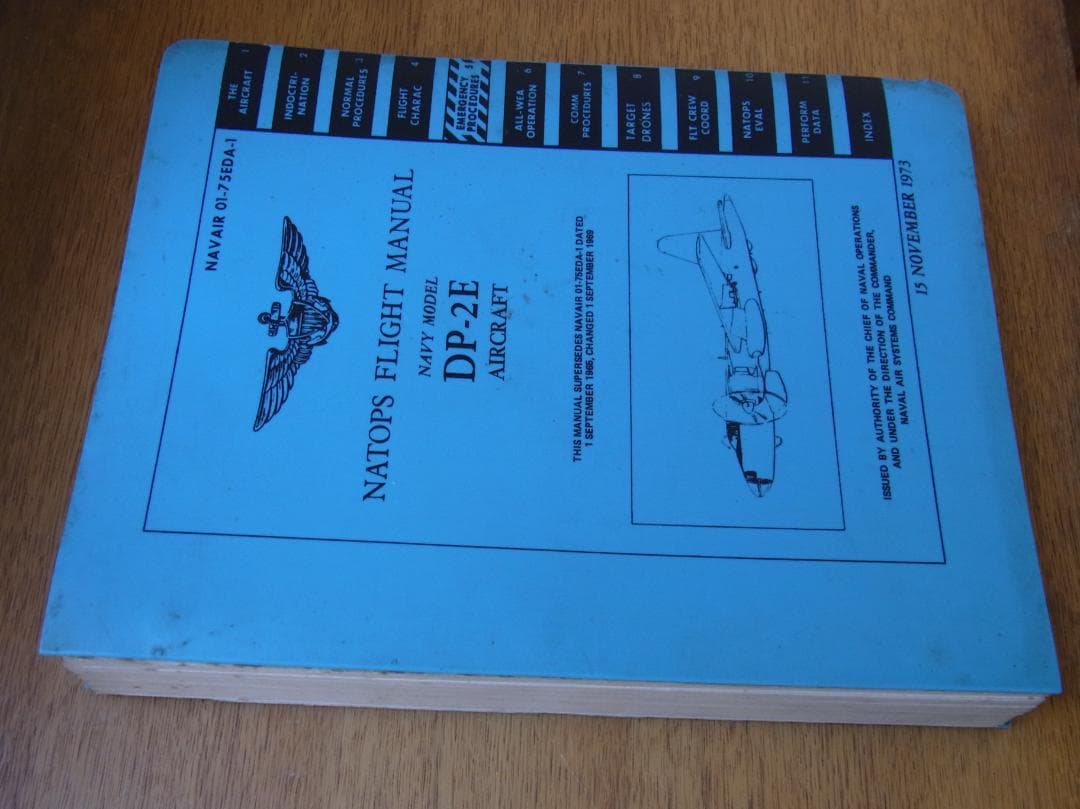 NAVAIR 01-75EDA-1
NATOPS FLIGHT MANUAL
NAVY MODEL
DP-2E
AIRCRAFT
THIS MANUAL SUPERSEDES NAVAIR 01-75EDA-1 DATED
1 SEPTEMBER 1965, CHANGED 1 SEPTEMBER 1969
ISSUED BY AUTHORITY OF THE CHIEF OF NAVAL OPERATIONS
AND UNDER THE DIRECTION OF THE COMMANDER,
NAVAL AIR SYSTEMS COMMAND
15 NOVEMBER 1973
THE 1
AIRCRAFT
INDOCTRI- 2
NATION
NORMAL 3
PROCEDURES
FLIGHT 4
CHARAC
EMERGENCY 5
PROCEDURES
ALL-WEA 6
OPERATION
COMM 7
PROCEDURES
TARGET 8
DRONES
FLT CREW 9
COORD
NATOPS 10
EVAL
PERFORM 11
DATA
INDEX